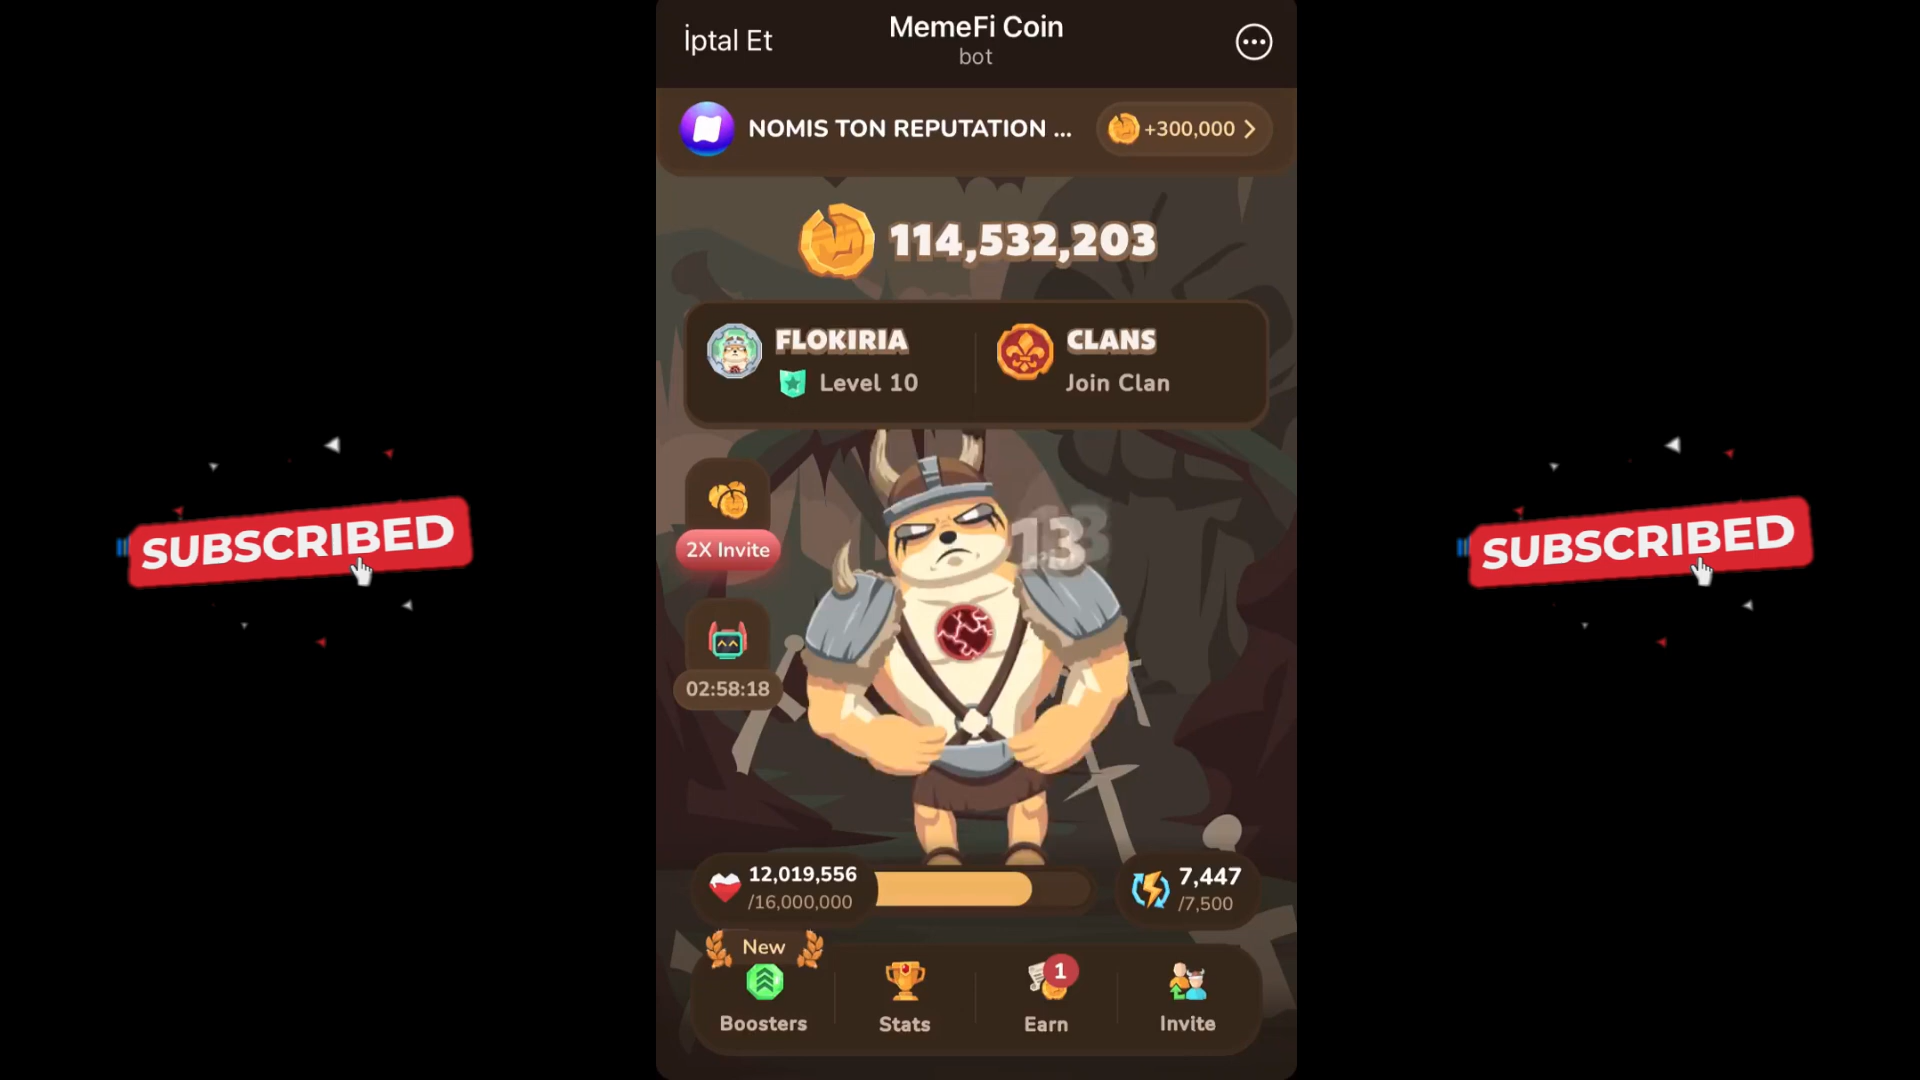 İptal Et
MemeFi Coin
bot
NOMIS TON REPUTATION ...
+300,000
114,532,203
FLOKIRIA
Level 10
CLANS
Join Clan
13
2X Invite
02:58:18
SUBSCRIBED
SUBSCRIBED
12,019,556
/16,000,000
7,447
/7,500
New
Boosters
Stats
1
Earn
Invite